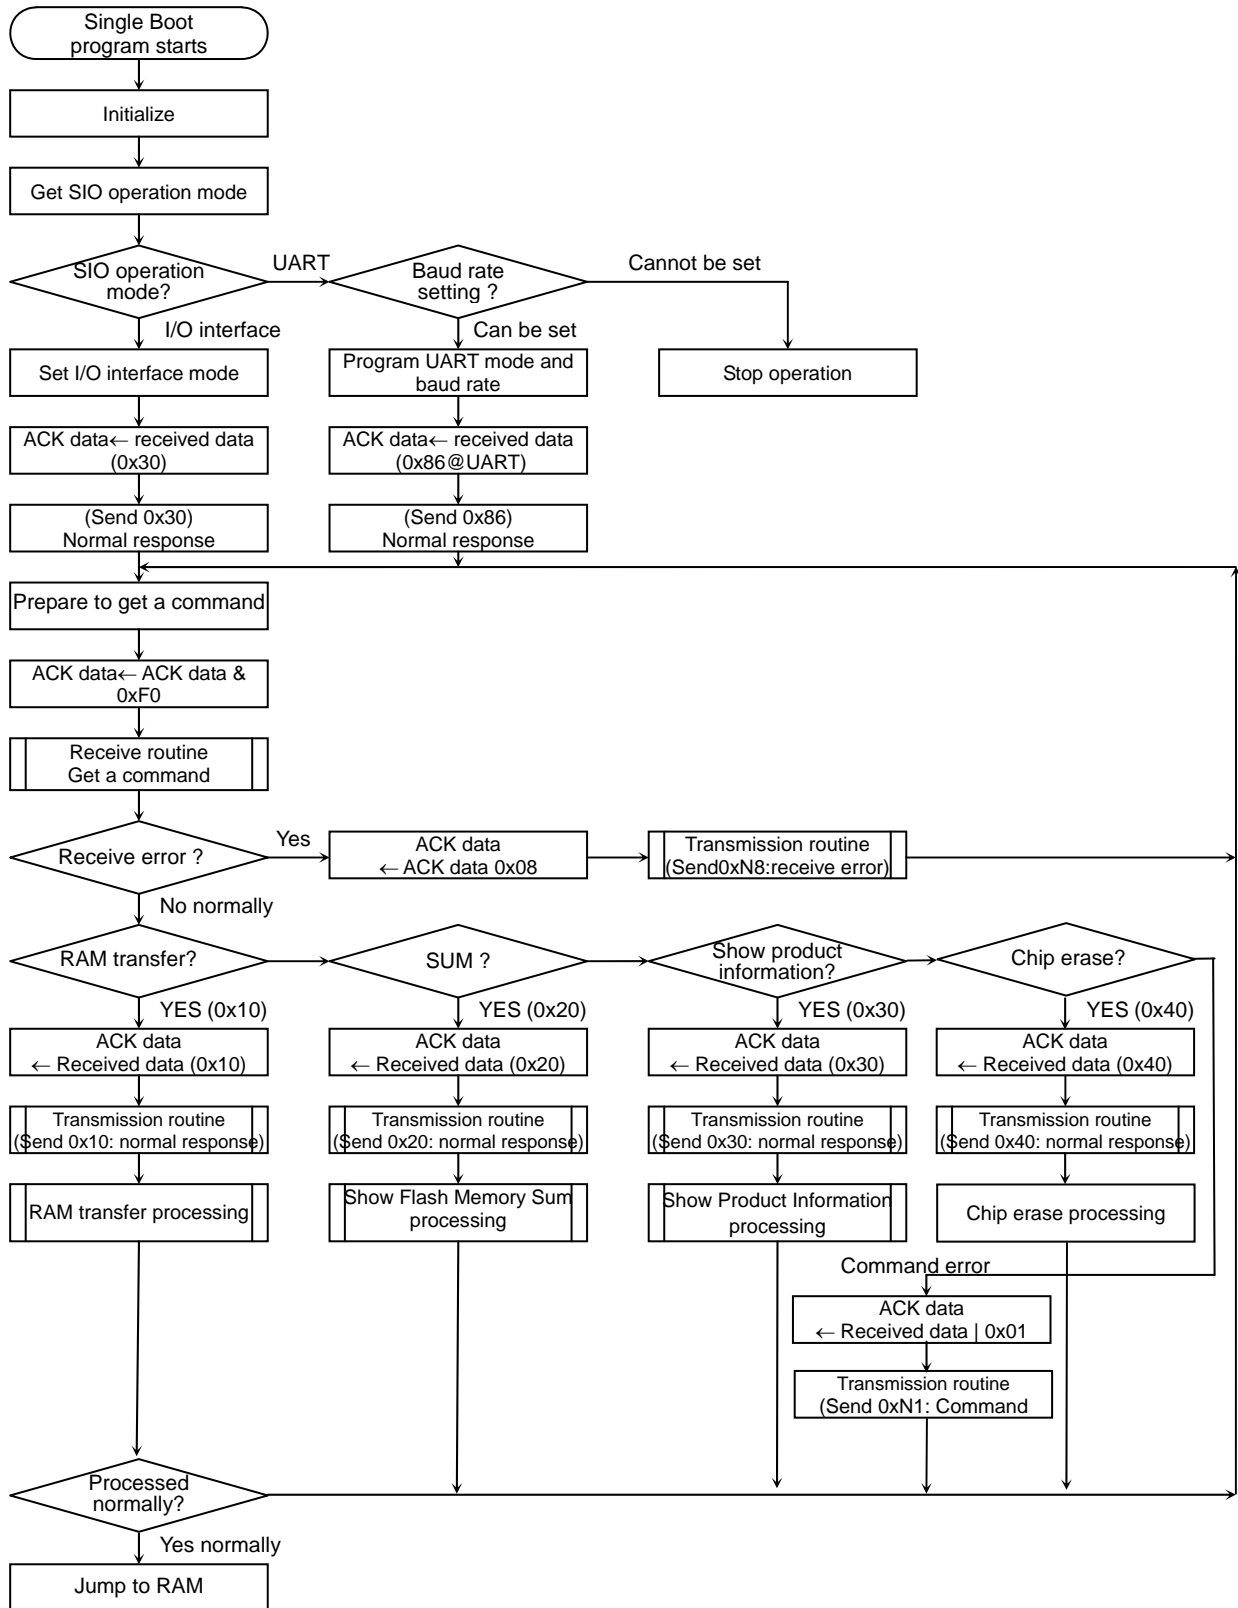 Single Boot
program starts
Initialize
Get SIO operation mode
SIO operation
mode?
UART
Baud rate
setting ?
Cannot be set
I/O interface
Can be set
Set I/O interface mode
Program UART mode and
baud rate
Stop operation
ACK data← received data
(0x30)
ACK data← received data
(0x86@UART)
(Send 0x30)
Normal response
(Send 0x86)
Normal response
Prepare to get a command
ACK data← ACK data &
0xF0
Receive routine
Get a command
Receive error ?
Yes
ACK data
← ACK data 0x08
Transmission routine
(Send0xN8:receive error)
No normally
RAM transfer?
SUM ?
Show product
information?
Chip erase?
YES (0x10)
YES (0x20)
YES (0x30)
YES (0x40)
ACK data
← Received data (0x10)
ACK data
← Received data (0x20)
ACK data
← Received data (0x30)
ACK data
← Received data (0x40)
Transmission routine
(Send 0x10: normal response)
Transmission routine
(Send 0x20: normal response)
Transmission routine
(Send 0x30: normal response)
Transmission routine
(Send 0x40: normal response)
RAM transfer processing
Show Flash Memory Sum
processing
Show Product Information
processing
Chip erase processing
Command error
ACK data
← Received data | 0x01
Transmission routine
(Send 0xN1: Command
Processed
normally?
Yes normally
Jump to RAM